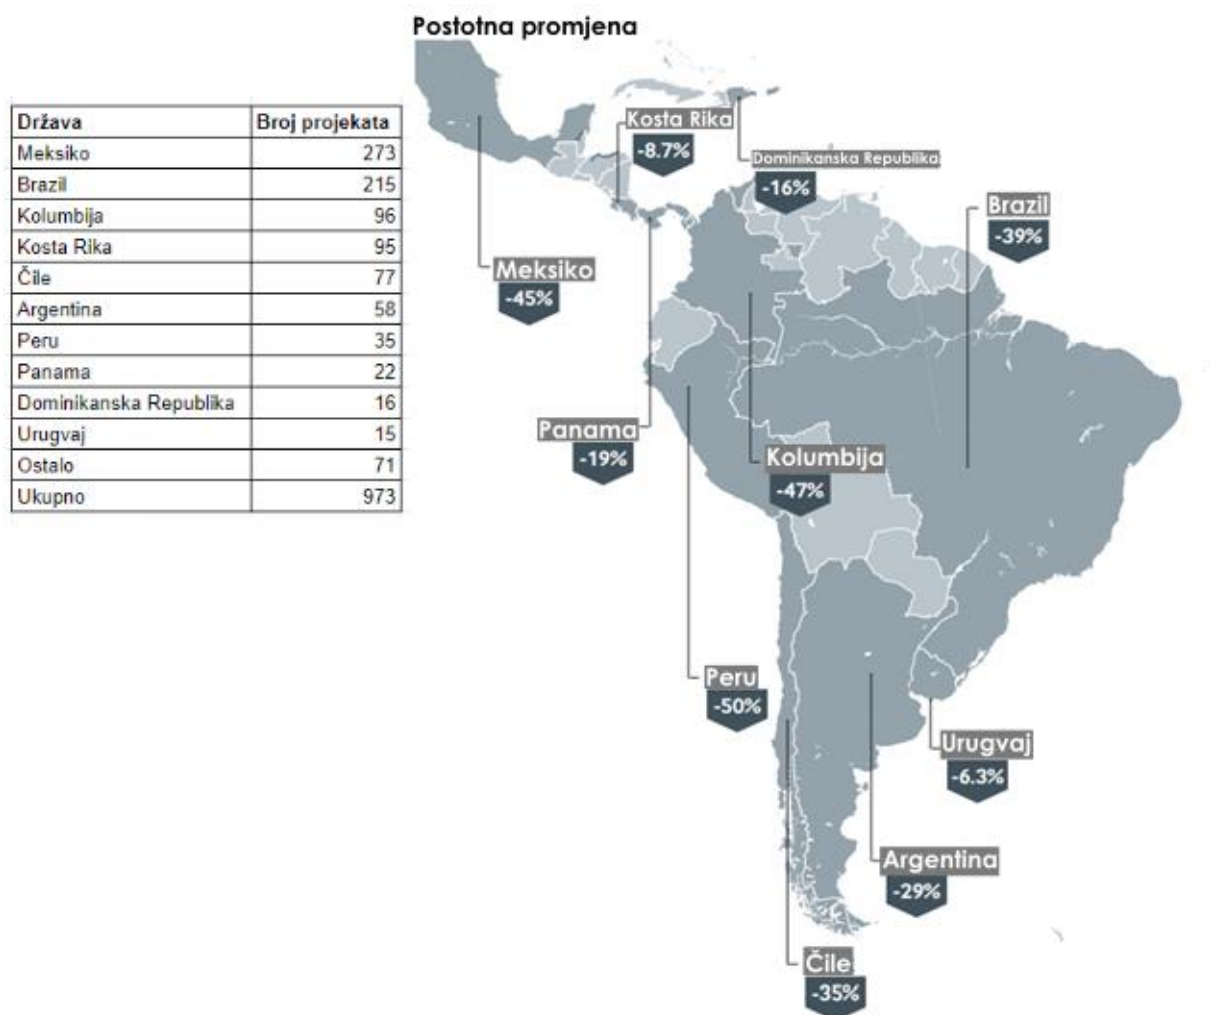 Postotna promjena
Država Broj projekata
Meksiko 273
Brazil 215
Kolumbija 96
Kosta Rika 95
Čile 77
Argentina 58
Peru 35
Panama 22
Dominikanska Republika 16
Urugvaj 15
Ostalo 71
Ukupno 973
Kosta Rika
-8.7%
Dominikanska Republika
-16%
Brazil
-39%
Meksiko
-45%
Panama
-19%
Kolumbija
-47%
Peru
-50%
Urugvaj
-6.3%
Argentina
-29%
Čile
-35%